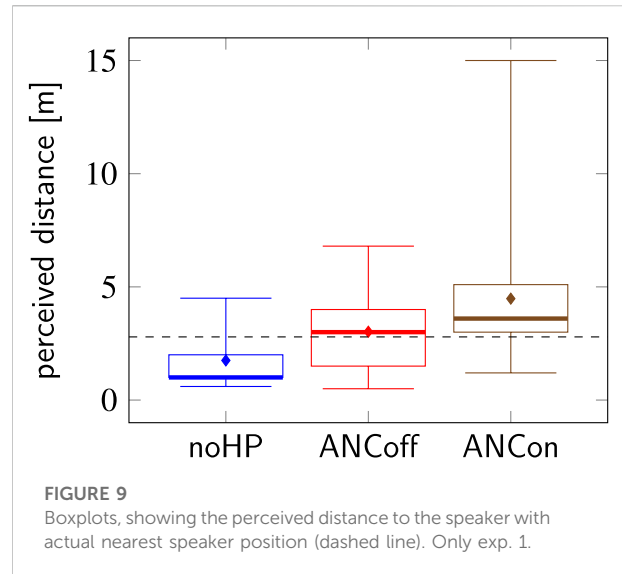 15
10
5
0
perceived distance [m]
noHP ANCoff ANCon
FIGURE 9
Boxplots, showing the perceived distance to the speaker with
actual nearest speaker position (dashed line). Only exp. 1.